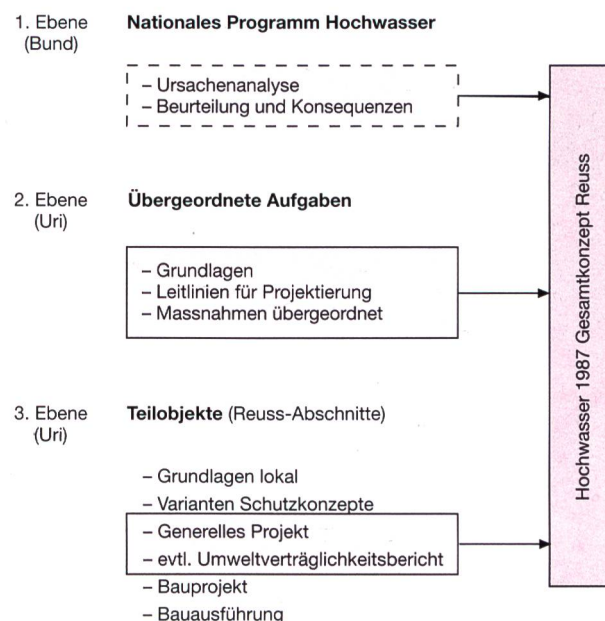 1. Ebene
(Bund)
Nationales Programm Hochwasser
– Ursachenanalyse
– Beurteilung und Konsequenzen
2. Ebene
(Uri)
Übergeordnete Aufgaben
– Grundlagen
– Leitlinien für Projektierung
– Massnahmen übergeordnet
3. Ebene
(Uri)
Teilobjekte (Reuss-Abschnitte)
– Grundlagen lokal
– Varianten Schutzkonzepte
– Generelles Projekt
– evtl. Umweltverträglichkeitsbericht
– Bauprojekt
– Bauausführung
Hochwasser 1987 Gesamtkonzept Reuss